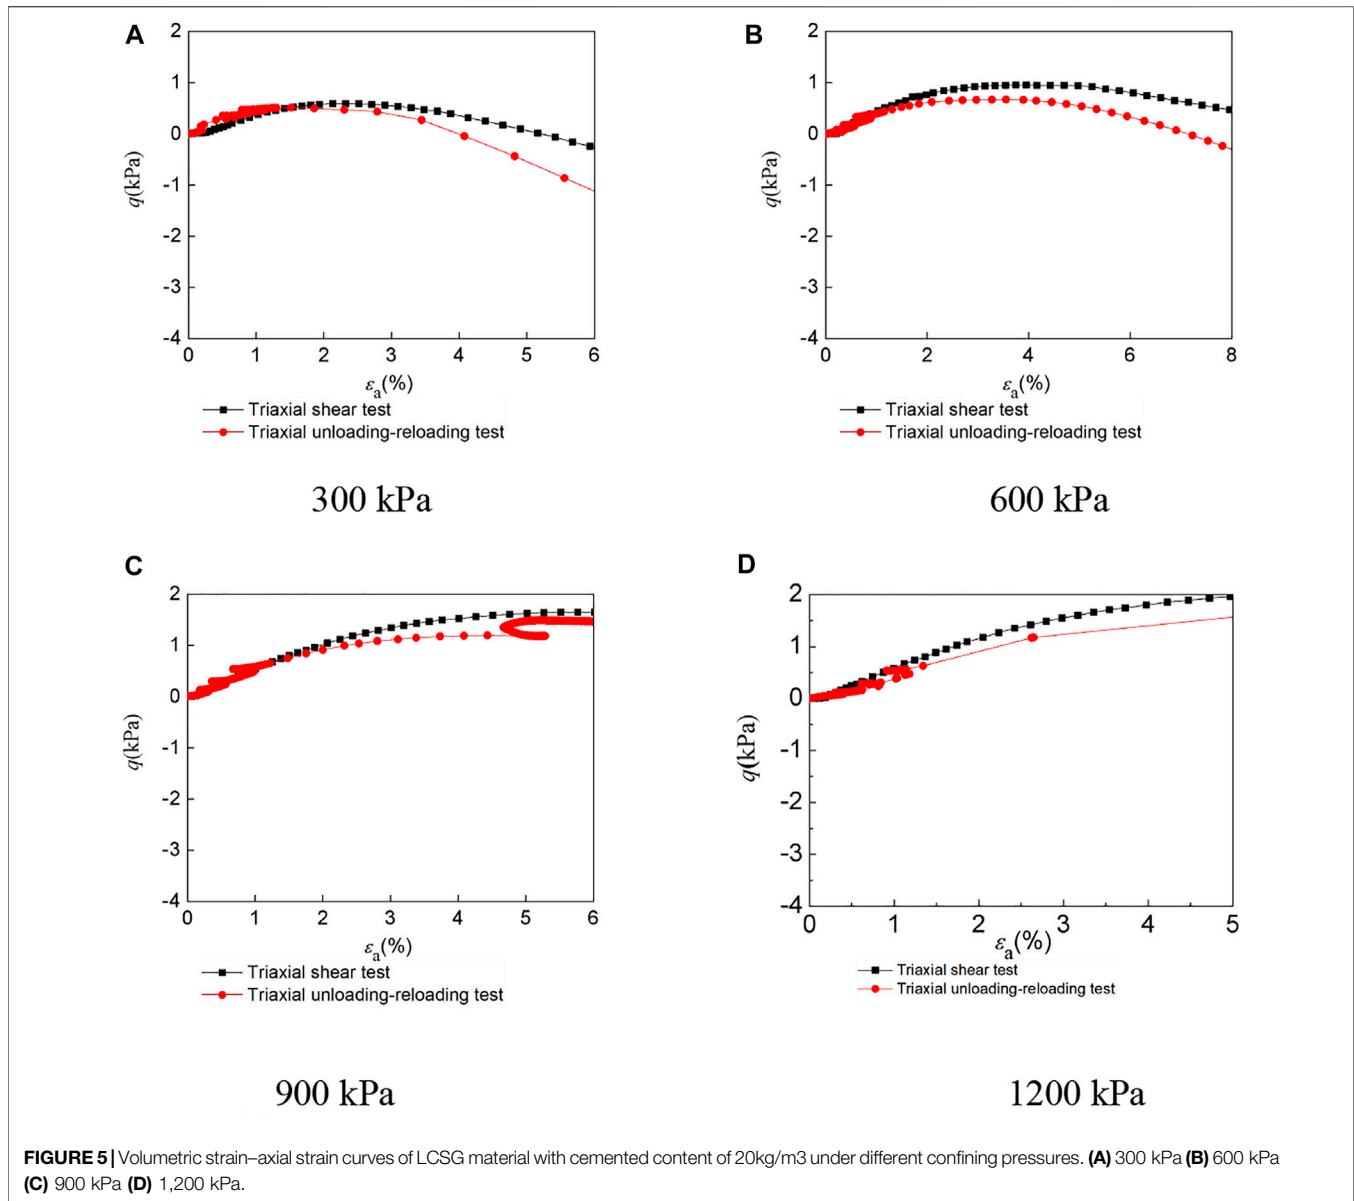 A
2
1
0
-1
-2
-3
-4
q(kPa)
0 1 2 3 4 5 6
εa(%)
Triaxial shear test
Triaxial unloading-reloading test
300 kPa
B
2
1
0
-1
-2
-3
-4
q(kPa)
0 2 4 6 8
εa(%)
Triaxial shear test
Triaxial unloading-reloading test
600 kPa
C
2
1
0
-1
-2
-3
-4
q(kPa)
0 1 2 3 4 5 6
εa(%)
Triaxial shear test
Triaxial unloading-reloading test
900 kPa
D
2
1
0
-1
-2
-3
-4
q(kPa)
0 1 2 3 4 5
εa(%)
Triaxial shear test
Triaxial unloading-reloading test
1200 kPa
FIGURE 5 | Volumetric strain–axial strain curves of LCSG material with cemented content of 20kg/m3 under different confining pressures. (A) 300 kPa (B) 600 kPa
(C) 900 kPa (D) 1,200 kPa.